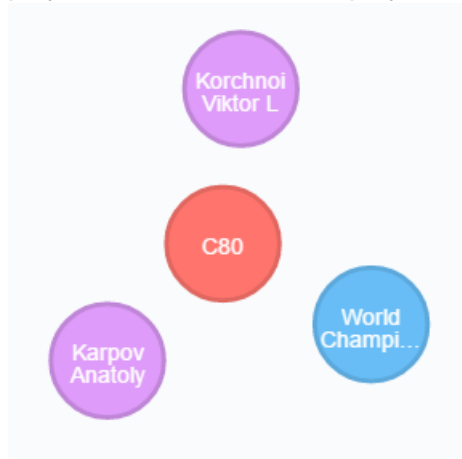 Korchnoi
Viktor L
C80
World
Champi...
Karpov
Anatoly